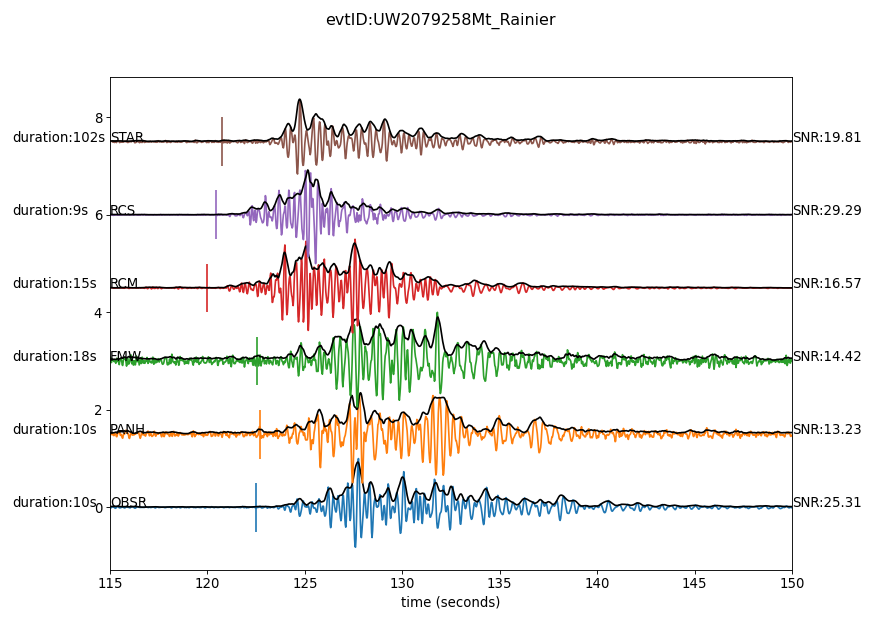 evtID:UW2079258Mt_Rainier
8
duration:102s STAR SNR:19.81
duration:9s RCS SNR:29.29
6
duration:15s RCM SNR:16.57
4
duration:18s FMW SNR:14.42
2
duration:10s PANH SNR:13.23
duration:10s OBSR SNR:25.31
0
115 120 125 130 135 140 145 150
time (seconds)